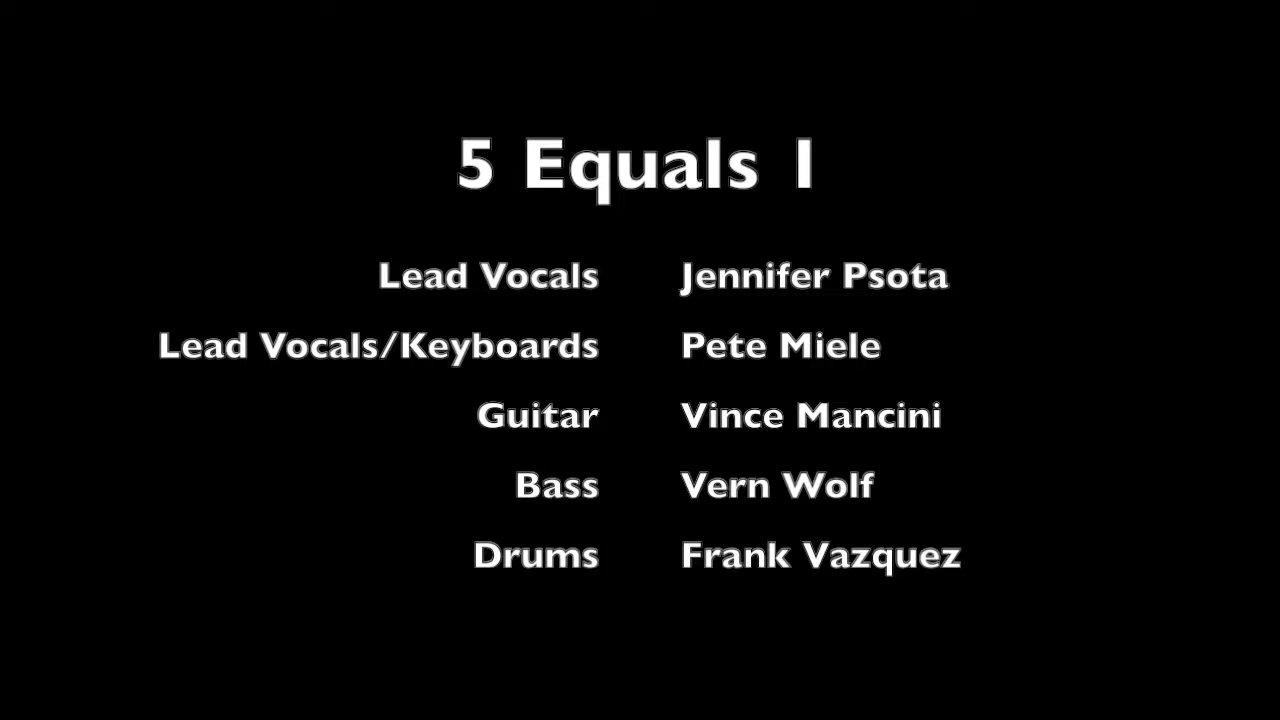 5 Equals 1
Lead Vocals Jennifer Psota
Lead Vocals/Keyboards Pete Miele
Guitar Vince Mancini
Bass Vern Wolf
Drums Frank Vazquez